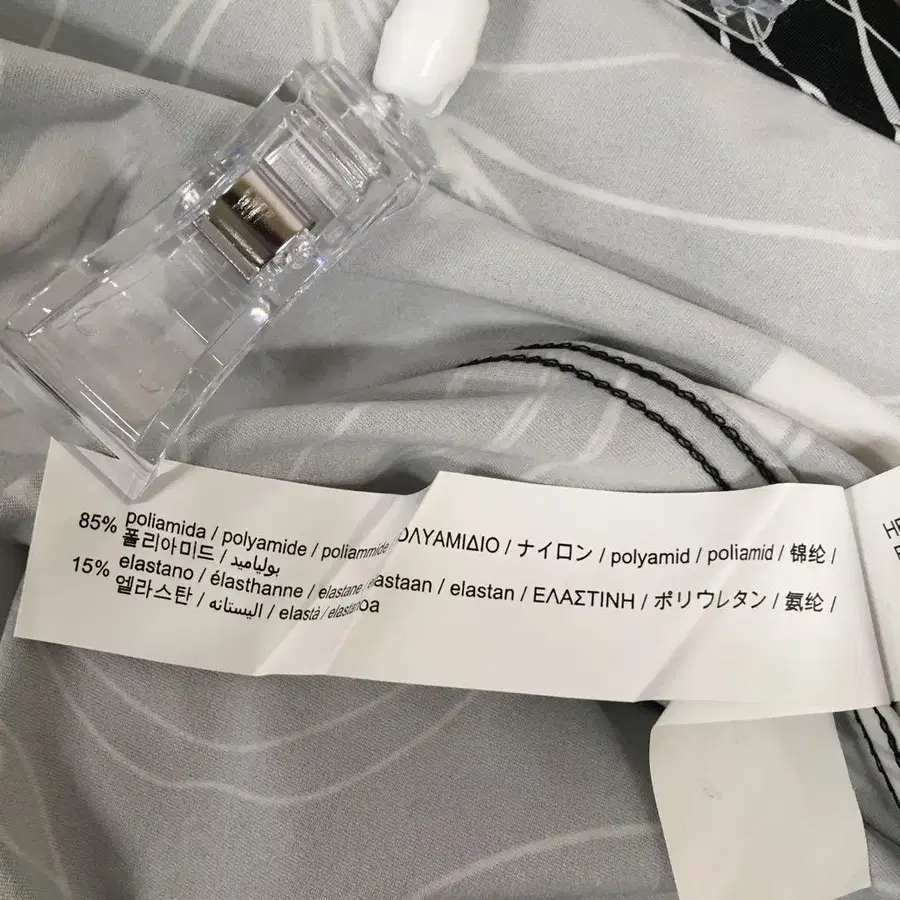 85% poliamida / polyamide / poliammide ΟΛΥΑΜΙΔΙΟ / ナイロン / polyamid / poliamid / 锦纶 /
폴리아미드 / بولياميد
15% elastano / élasthanne / elastane elastaan / elastan / ΕΛΑΣΤΙΝΗ / ポリウレタン / 氨纶 /
엘라스탄 / اليستانه / elastà / elastanoa